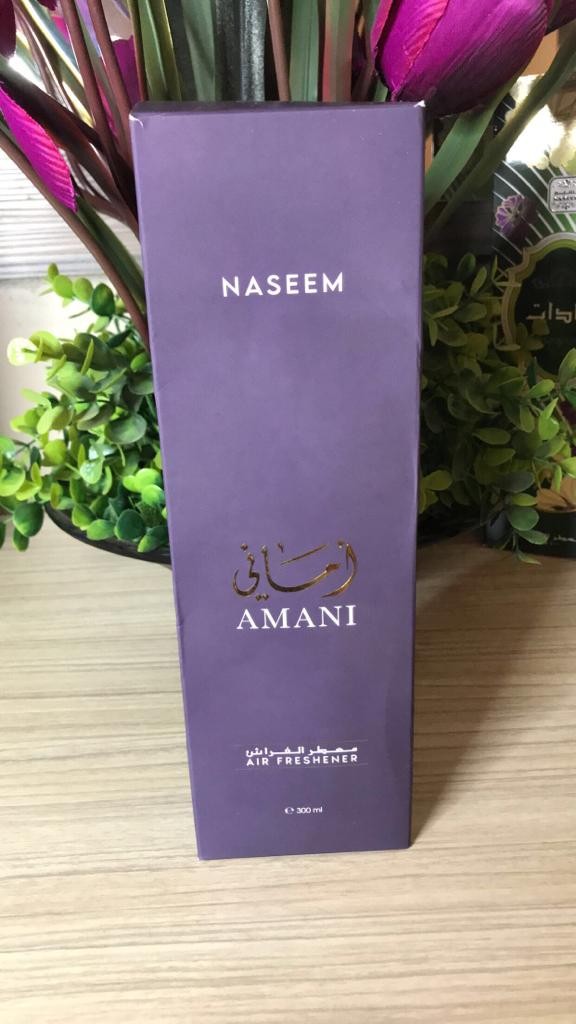 NASEEM
أماني
AMANI
معطر الفراش
AIR FRESHENER
℮ 300 ml